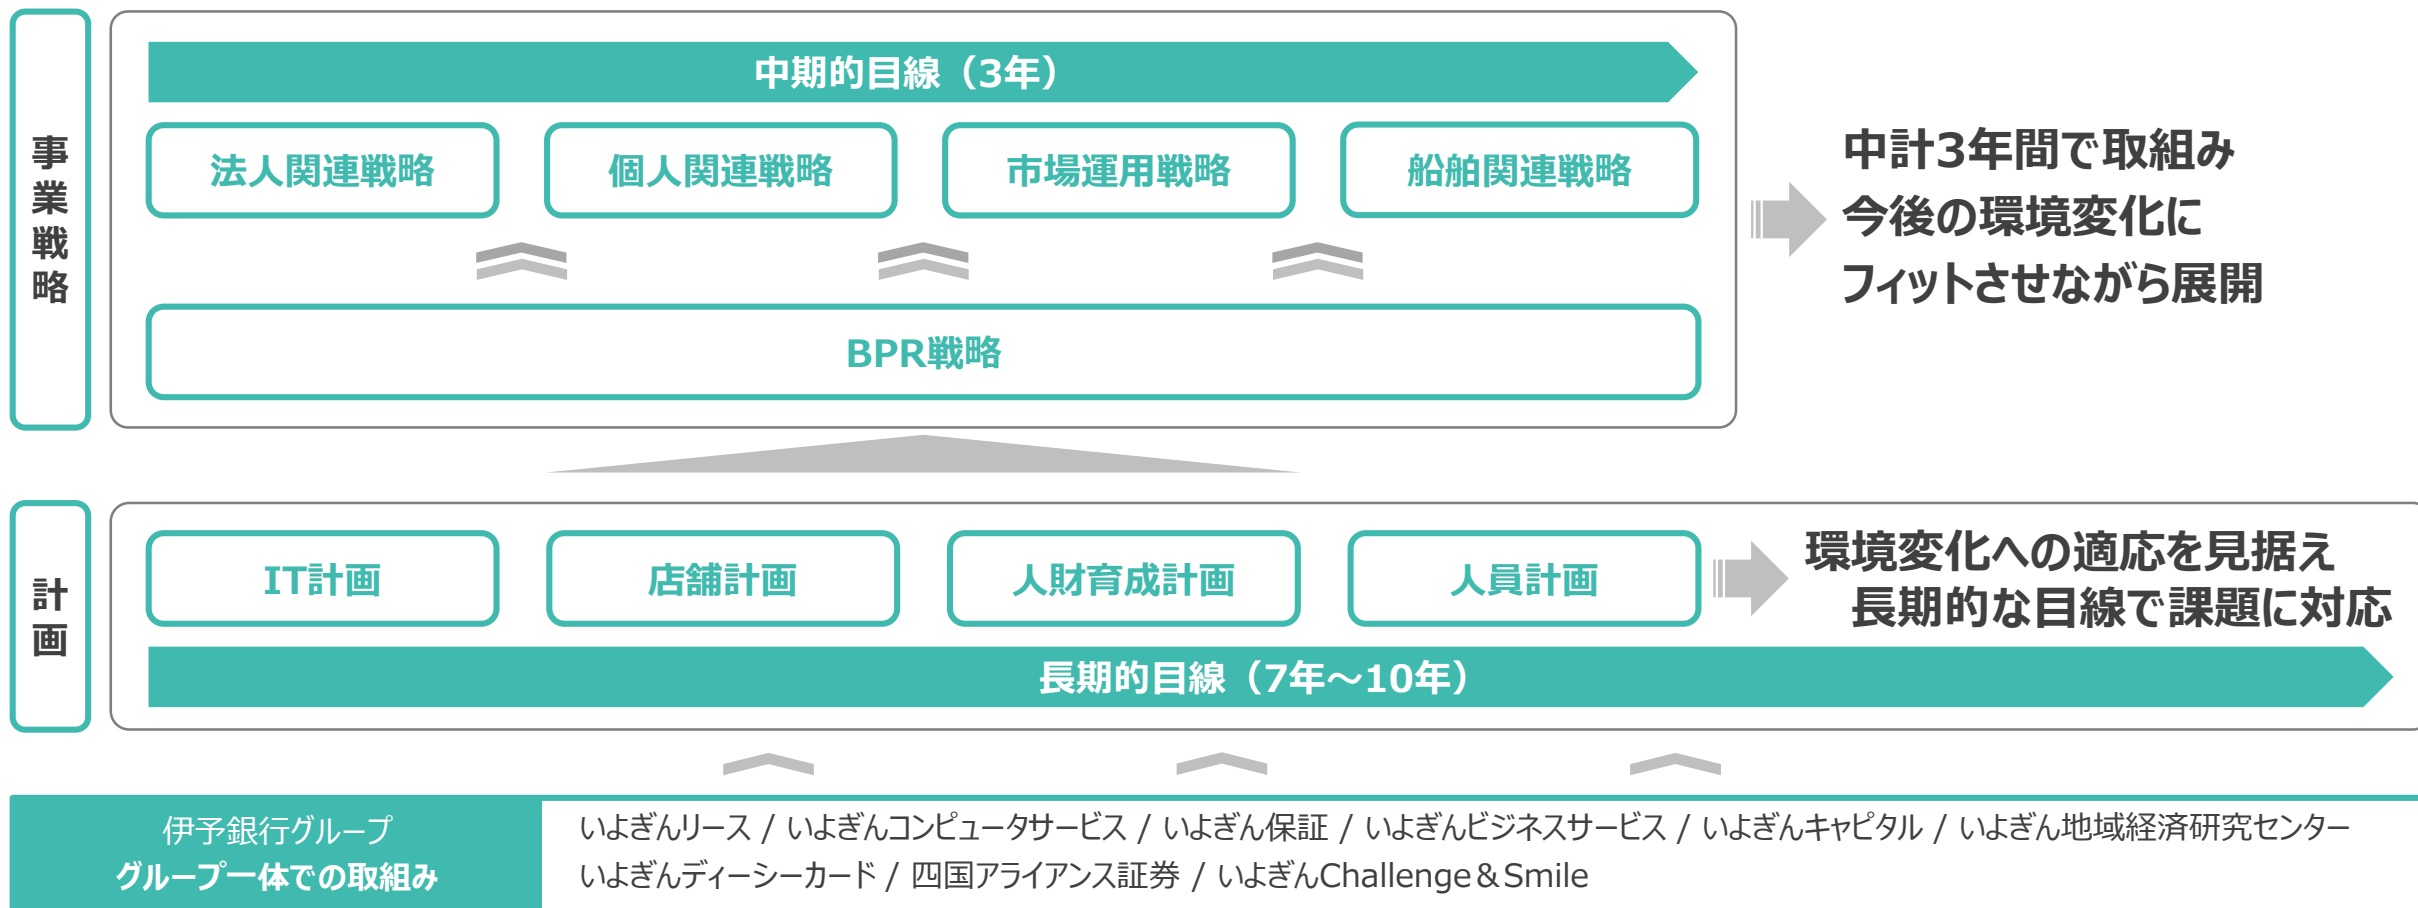 事業戦略
中期的目線（3年）
法人関連戦略
個人関連戦略
市場運用戦略
船舶関連戦略
BPR戦略
中計3年間で取組み
今後の環境変化に
フィットさせながら展開
計画
IT計画
店舗計画
人財育成計画
人員計画
環境変化への適応を見据え
長期的な目線で課題に対応
長期的目線（7年～10年）
伊予銀行グループ
グループ一体での取組み
いよぎんリース / いよぎんコンピュータサービス / いよぎん保証 / いよぎんビジネスサービス / いよぎんキャピタル / いよぎん地域経済研究センター
いよぎんディーシーカード / 四国アライアンス証券 / いよぎんChallenge＆Smile